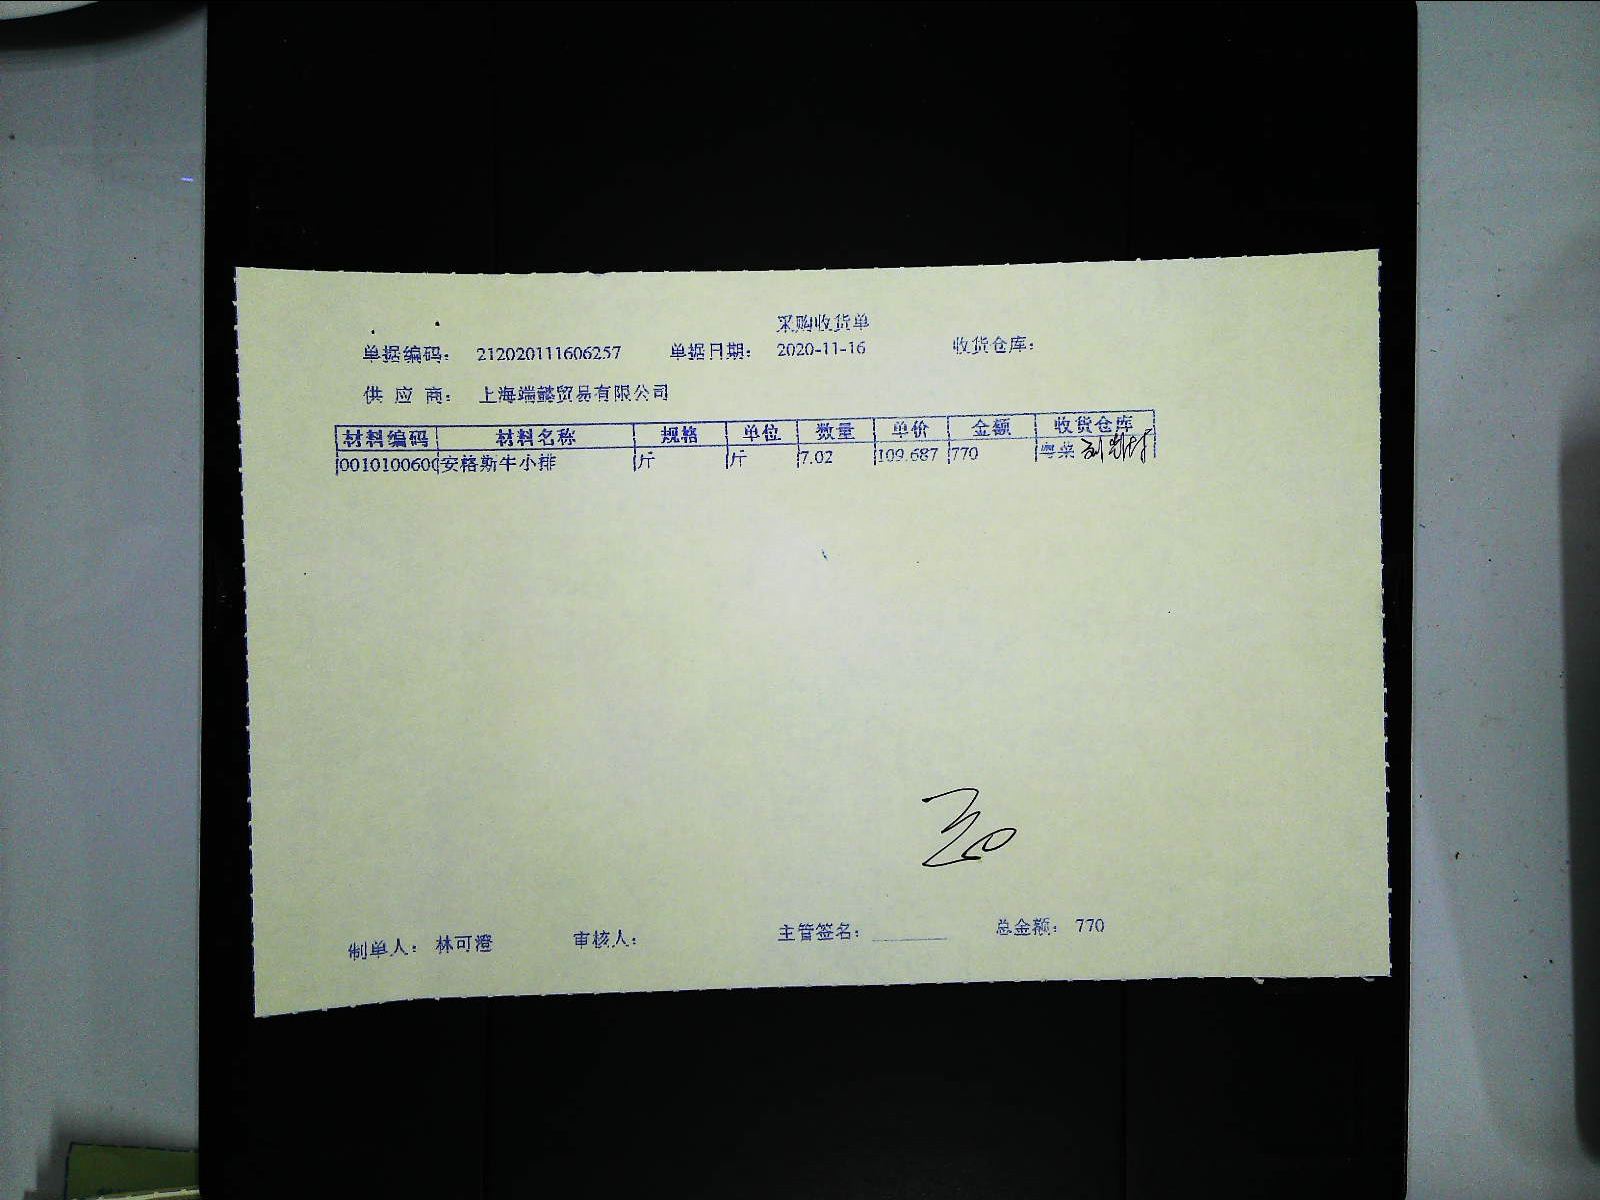 采购收货单
单据编码： 212020111606257 单据日期： 2020-11-16 收货仓库：
供 应 商： 上海端懿贸易有限公司
材料编码 材料名称 规格 单位 数量 单价 金额 收货仓库
0010100600 安格斯牛小排 斤 斤 7.02 109.687 770 粤菜
制单人： 林可澄 审核人： 主管签名： 总金额： 770